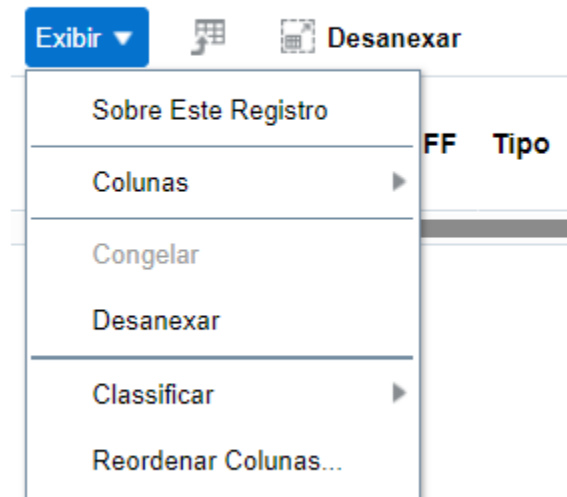 Exibir
Desanexar
Sobre Este Registro
FF Tipo
Colunas
Congelar
Desanexar
Classificar
Reordenar Colunas...